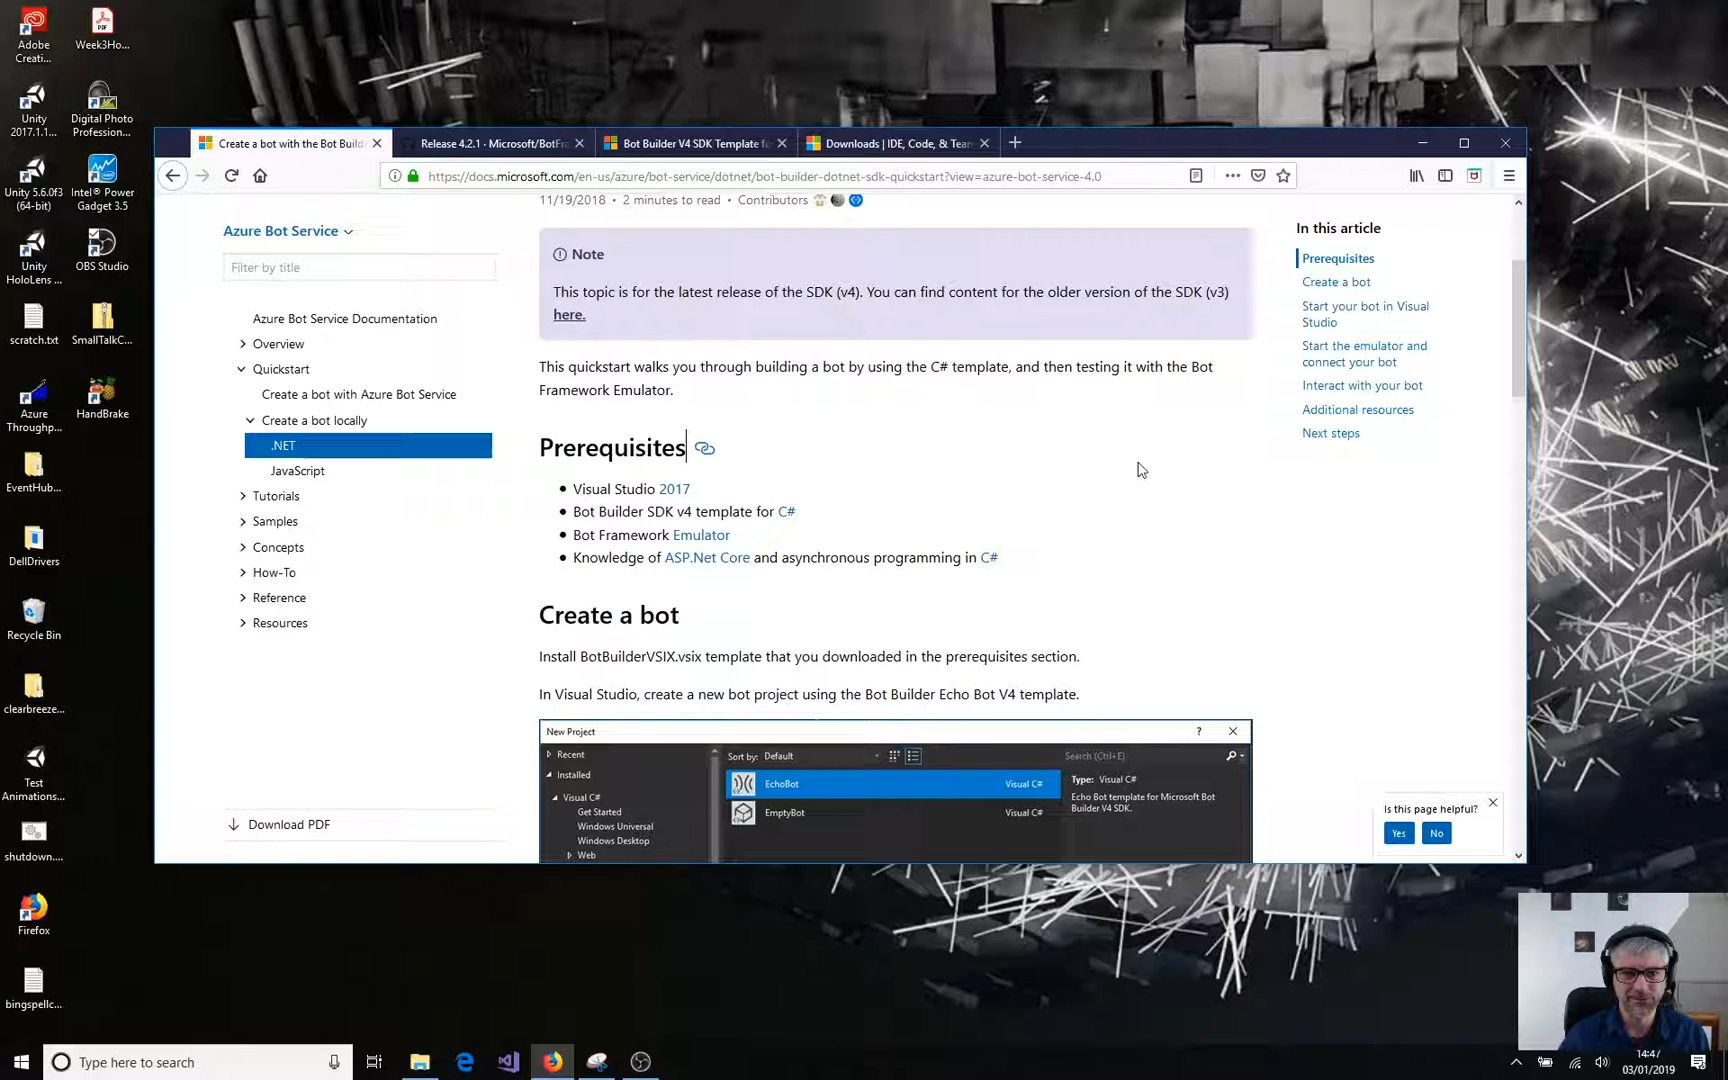 Adobe
Creati...
Week3Ho...
Unity
2017.1.1...
Digital Photo
Profession...
Unity 5.6.0f3
(64-bit)
Intel® Power
Gadget 3.5
Unity
HoloLens ...
OBS Studio
scratch.txt
SmallTalkC...
Azure
Throughp...
HandBrake
EventHub...
DellDrivers
Recycle Bin
clearbreeze...
Test
Animations...
shutdown....
Firefox
bingspellc...
Create a bot with the Bot Build
Release 4.2.1 · Microsoft/BotFra
Bot Builder V4 SDK Template fo
Downloads | IDE, Code, & Team
https://docs.microsoft.com/en-us/azure/bot-service/dotnet/bot-builder-dotnet-sdk-quickstart?view=azure-bot-service-4.0
Azure Bot Service
Filter by title
Azure Bot Service Documentation
Overview
Quickstart
Create a bot with Azure Bot Service
Create a bot locally
.NET
JavaScript
Tutorials
Samples
Concepts
How-To
Reference
Resources
Download PDF
11/19/2018 • 2 minutes to read • Contributors
Note
This topic is for the latest release of the SDK (v4). You can find content for the older version of the SDK (v3)
here.
This quickstart walks you through building a bot by using the C# template, and then testing it with the Bot
Framework Emulator.
Prerequisites
• Visual Studio 2017
• Bot Builder SDK v4 template for C#
• Bot Framework Emulator
• Knowledge of ASP.Net Core and asynchronous programming in C#
Create a bot
Install BotBuilderVSIX.vsix template that you downloaded in the prerequisites section.
In Visual Studio, create a new bot project using the Bot Builder Echo Bot V4 template.
New Project
?
Recent
Installed
Visual C#
Get Started
Windows Universal
Windows Desktop
Web
Sort by: Default
Search (Ctrl+E)
EchoBot Visual C#
EmptyBot Visual C#
Type: Visual C#
Echo Bot template for Microsoft Bot
Builder V4 SDK.
In this article
Prerequisites
Create a bot
Start your bot in Visual
Studio
Start the emulator and
connect your bot
Interact with your bot
Additional resources
Next steps
Is this page helpful?
Yes No
Type here to search
14:47
03/01/2019